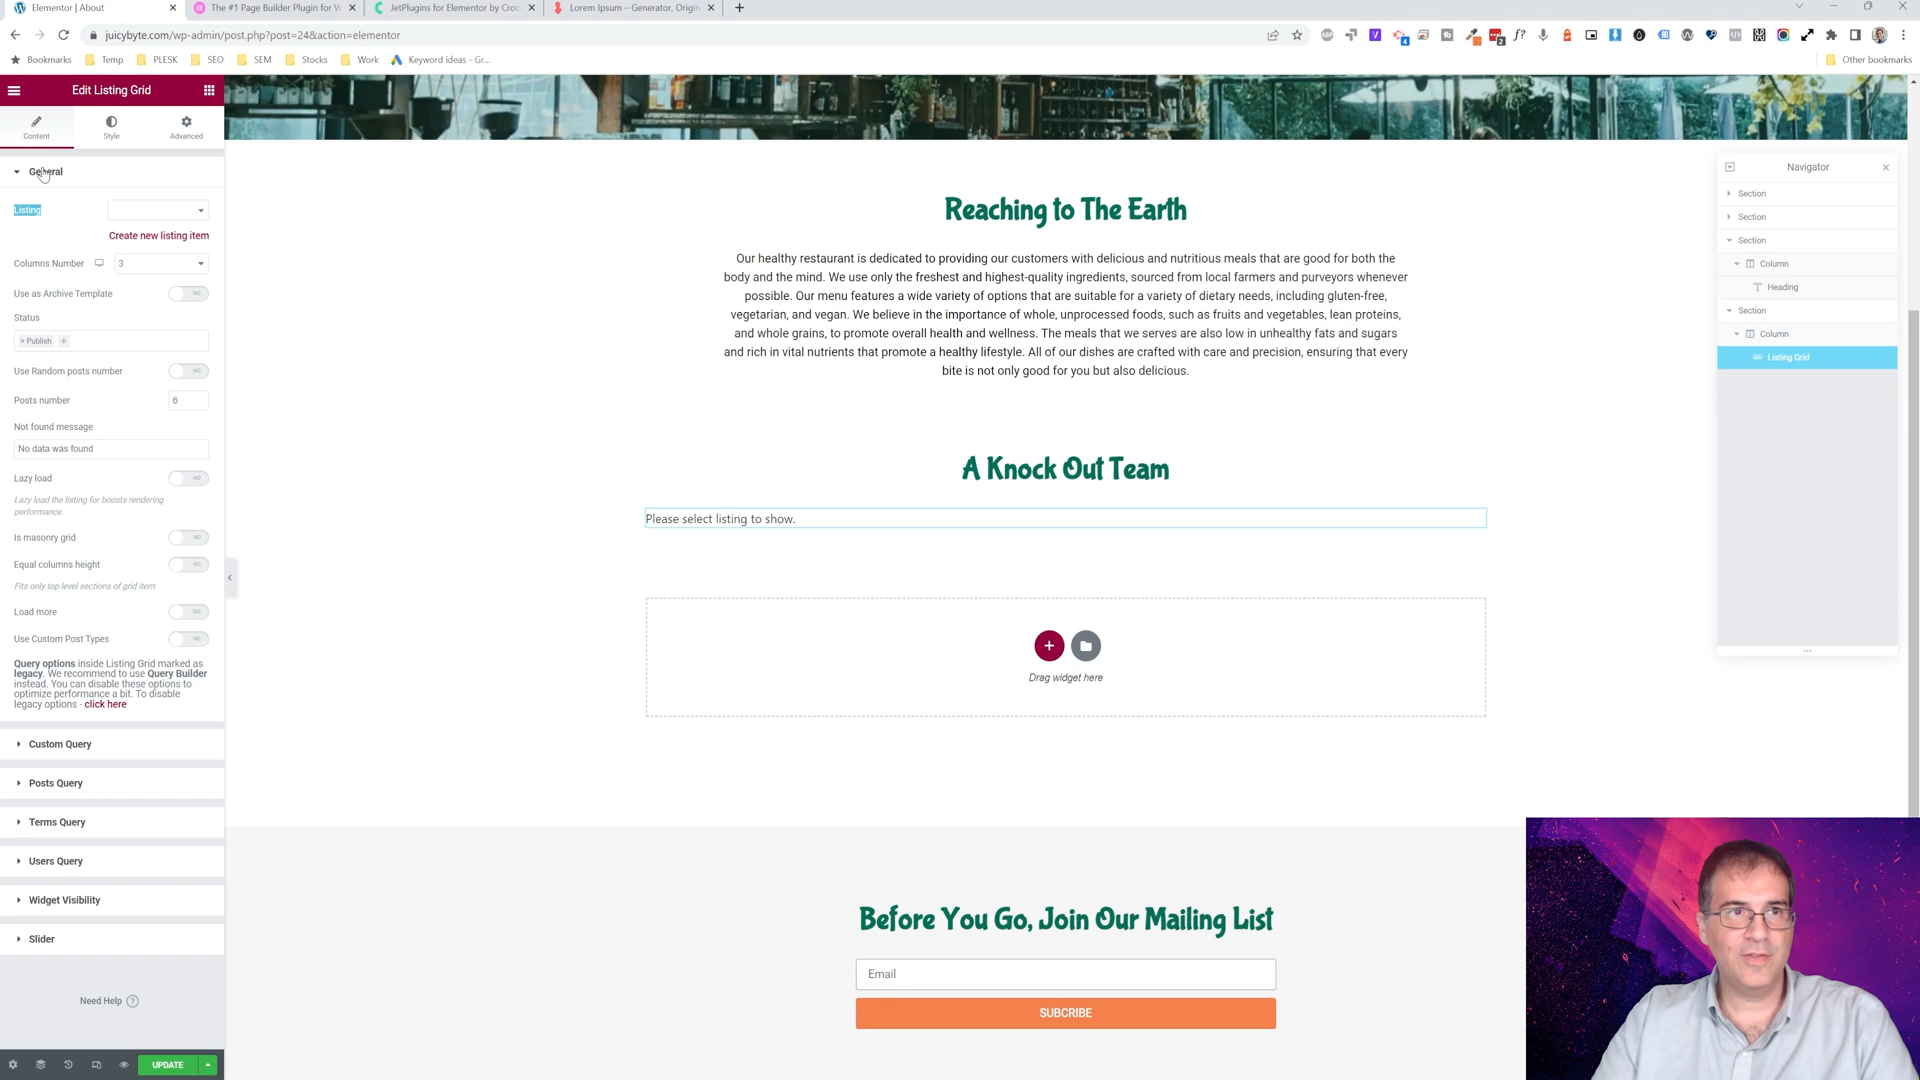 Elementor | About
The #1 Page Builder Plugin for W
JetPlugins for Elementor by Croc
Lorem Ipsum – Generator, Origin
juicybyte.com/wp-admin/post.php?post=24&action=elementor
Bookmarks
Temp
PLESK
SEO
SEM
Stocks
Work
Keyword ideas - Gr...
Other bookmarks
Edit Listing Grid
Content
Style
Advanced
General
Listing
Create new listing item
Columns Number
3
Use as Archive Template
NO
Status
× Publish +
Use Random posts number
NO
Posts number
6
Not found message
No data was found
Lazy load
NO
Lazy load the listing for boosts rendering
performance.
Is masonry grid
NO
Equal columns height
NO
Fits only top level sections of grid item
Load more
NO
Use Custom Post Types
NO
Query options inside Listing Grid marked as
legacy. We recommend to use Query Builder
instead. You can disable these options to
optimize performance a bit. To disable
legacy options - click here
Custom Query
Posts Query
Terms Query
Users Query
Widget Visibility
Slider
Need Help
UPDATE
Reaching to The Earth
Our healthy restaurant is dedicated to providing our customers with delicious and nutritious meals that are good for both the
body and the mind. We use only the freshest and highest-quality ingredients, sourced from local farmers and purveyors whenever
possible. Our menu features a wide variety of options that are suitable for a variety of dietary needs, including gluten-free,
vegetarian, and vegan. We believe in the importance of whole, unprocessed foods, such as fruits and vegetables, lean proteins,
and whole grains, to promote overall health and wellness. The meals that we serve are also low in unhealthy fats and sugars
and rich in vital nutrients that promote a healthy lifestyle. All of our dishes are crafted with care and precision, ensuring that every
bite is not only good for you but also delicious.
A Knock Out Team
Please select listing to show.
Drag widget here
Before You Go, Join Our Mailing List
Email
SUBCRIBE
Navigator
Section
Section
Section
Column
Heading
Section
Column
Listing Grid